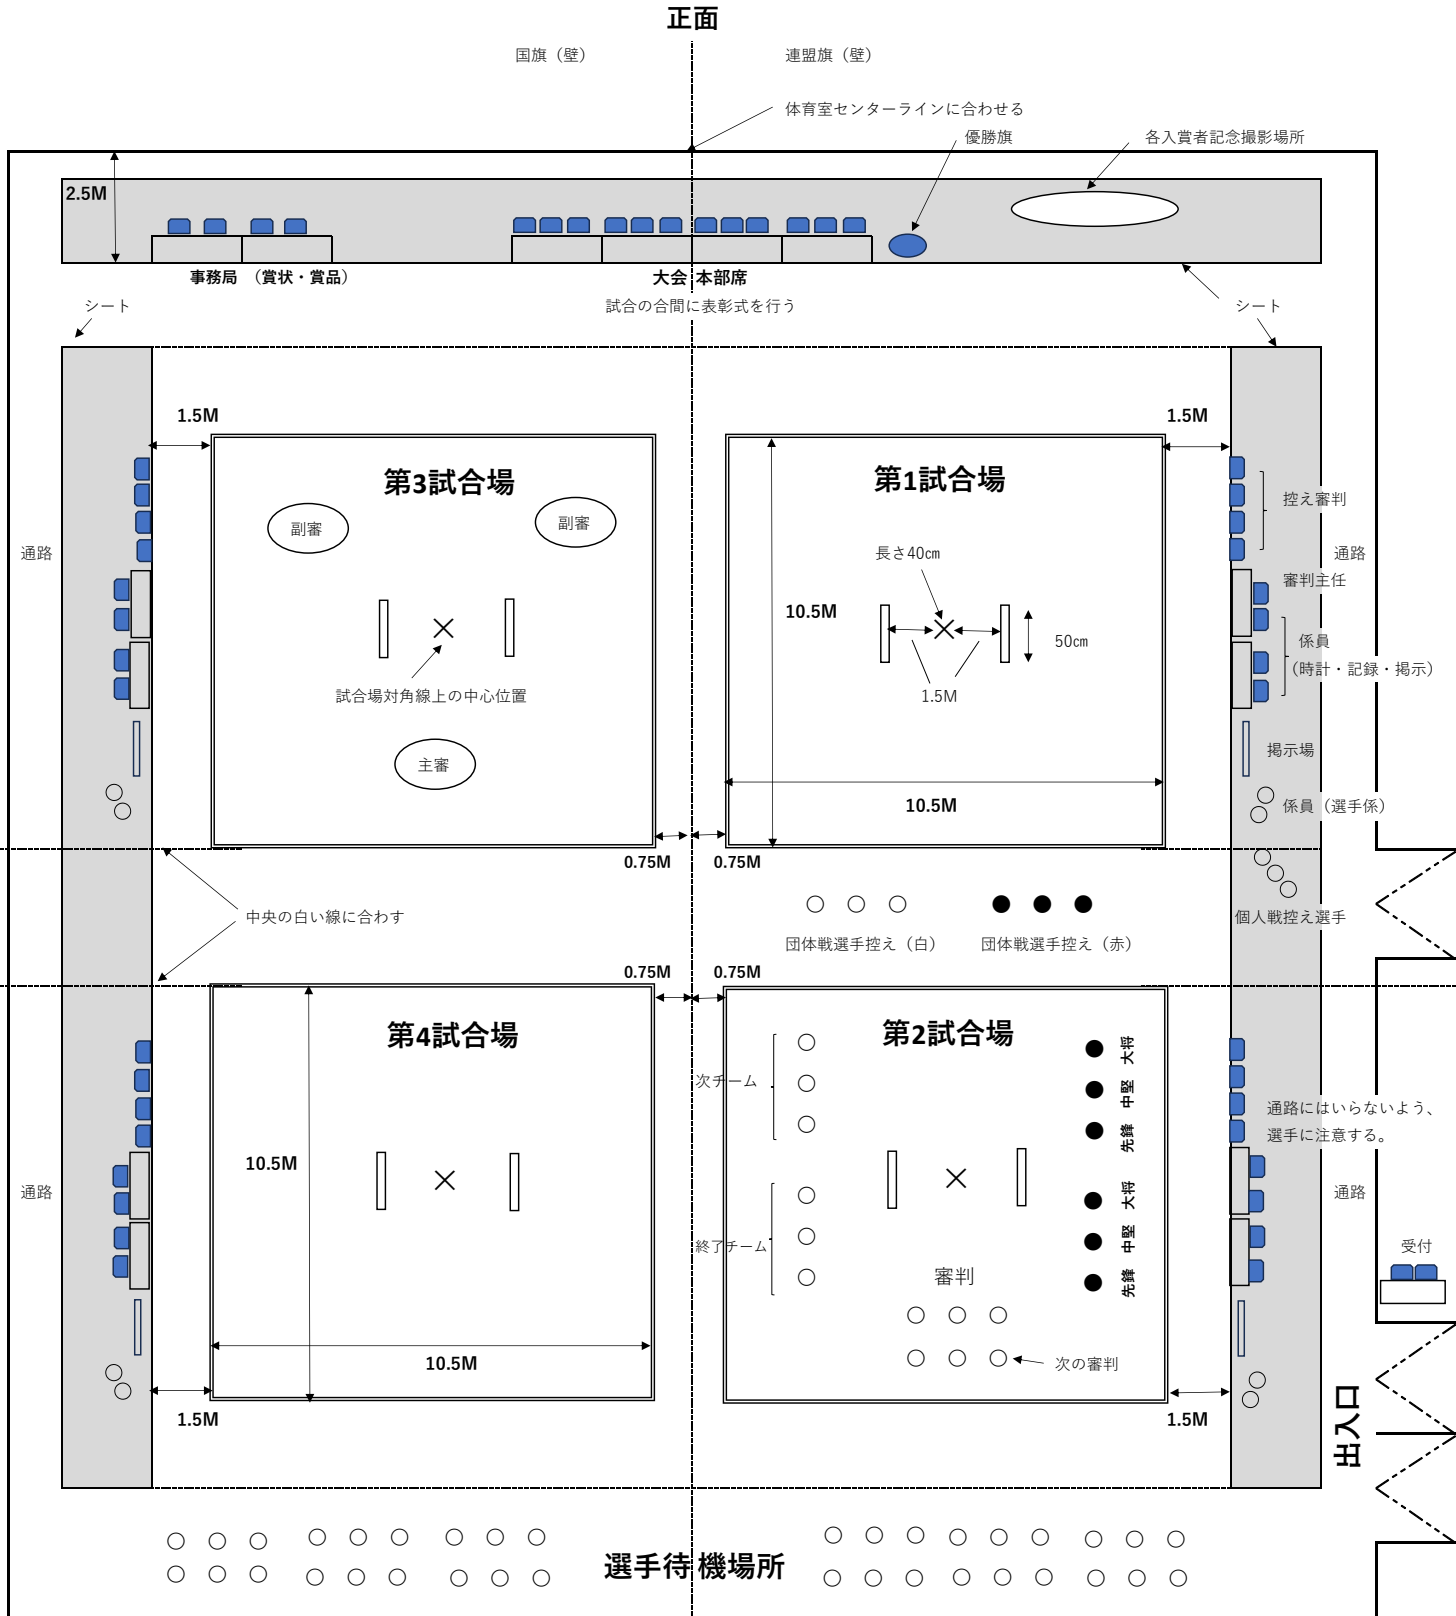 正面
国旗（壁）
連盟旗（壁）
体育室センターラインに合わせる
優勝旗
各入賞者記念撮影場所
2.5M
事務局 （賞状・賞品）
大会 本部席
シート
試合の合間に表彰式を行う
シート
1.5M
1.5M
第3試合場
第1試合場
副審
副審
控え審判
通路
長さ40㎝
通路
審判主任
10.5M
50㎝
係員
（時計・記録・掲示）
試合場対角線上の中心位置
1.5M
掲示場
主審
10.5M
係員（選手係）
0.75M
0.75M
中央の白い線に合わす
個人戦控え選手
団体戦選手控え（白）
団体戦選手控え（赤）
0.75M
0.75M
第4試合場
第2試合場
大将
次チーム
中堅
通路にはいらないよう、
選手に注意する。
先鋒
10.5M
通路
大将
通路
終了チーム
中堅
受付
審判
先鋒
10.5M
次の審判
1.5M
1.5M
出入口
選手待 機場所